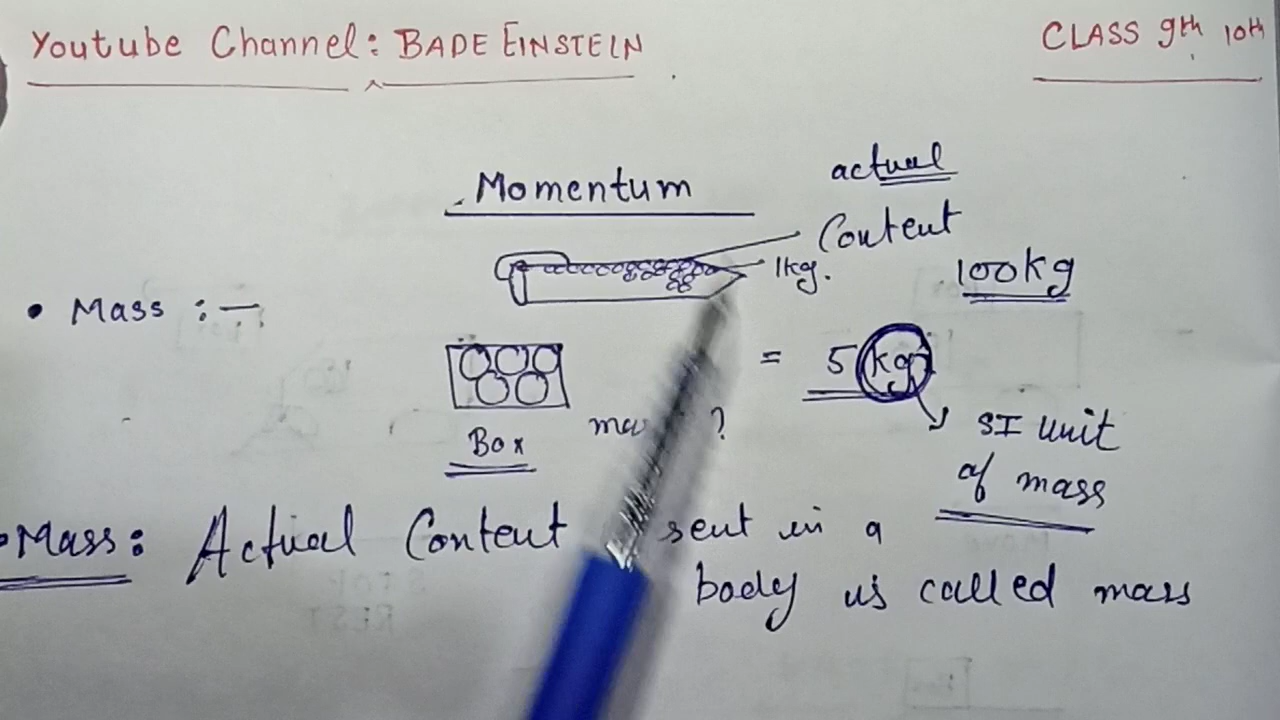 Youtube Channel: BADE EINSTEIN
CLASS 9th 10th
Momentum
actual
Content
1kg.
100kg
• Mass :—
= 5 kg
Box
?
SI unit
of mass
•Mass: Actual Content sent in a
body is called mass